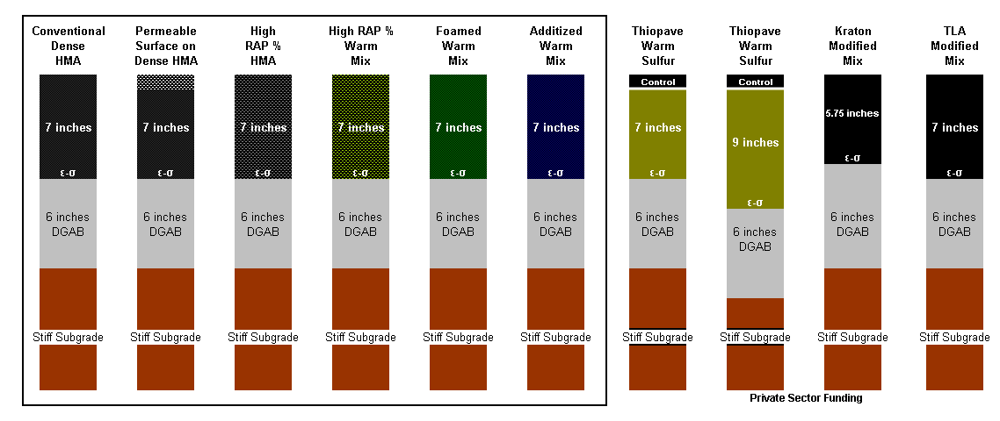 Conventional
Dense
HMA
Permeable
Surface on
Dense HMA
High
RAP %
HMA
High RAP %
Warm
Mix
Foamed
Warm
Mix
Additized
Warm
Mix
Thiopave
Warm
Sulfur
Thiopave
Warm
Sulfur
Kraton
Modified
Mix
TLA
Modified
Mix
Control
Control
7 inches
7 inches
7 inches
7 inches
7 inches
7 inches
7 inches
9 inches
5.75 inches
7 inches
ε-σ
ε-σ
ε-σ
ε-σ
ε-σ
ε-σ
ε-σ
ε-σ
ε-σ
ε-σ
6 inches
DGAB
6 inches
DGAB
6 inches
DGAB
6 inches
DGAB
6 inches
DGAB
6 inches
DGAB
6 inches
DGAB
6 inches
DGAB
6 inches
DGAB
6 inches
DGAB
Stiff Subgrade
Stiff Subgrade
Stiff Subgrade
Stiff Subgrade
Stiff Subgrade
Stiff Subgrade
Stiff Subgrade
Stiff Subgrade
Stiff Subgrade
Stiff Subgrade
Private Sector Funding